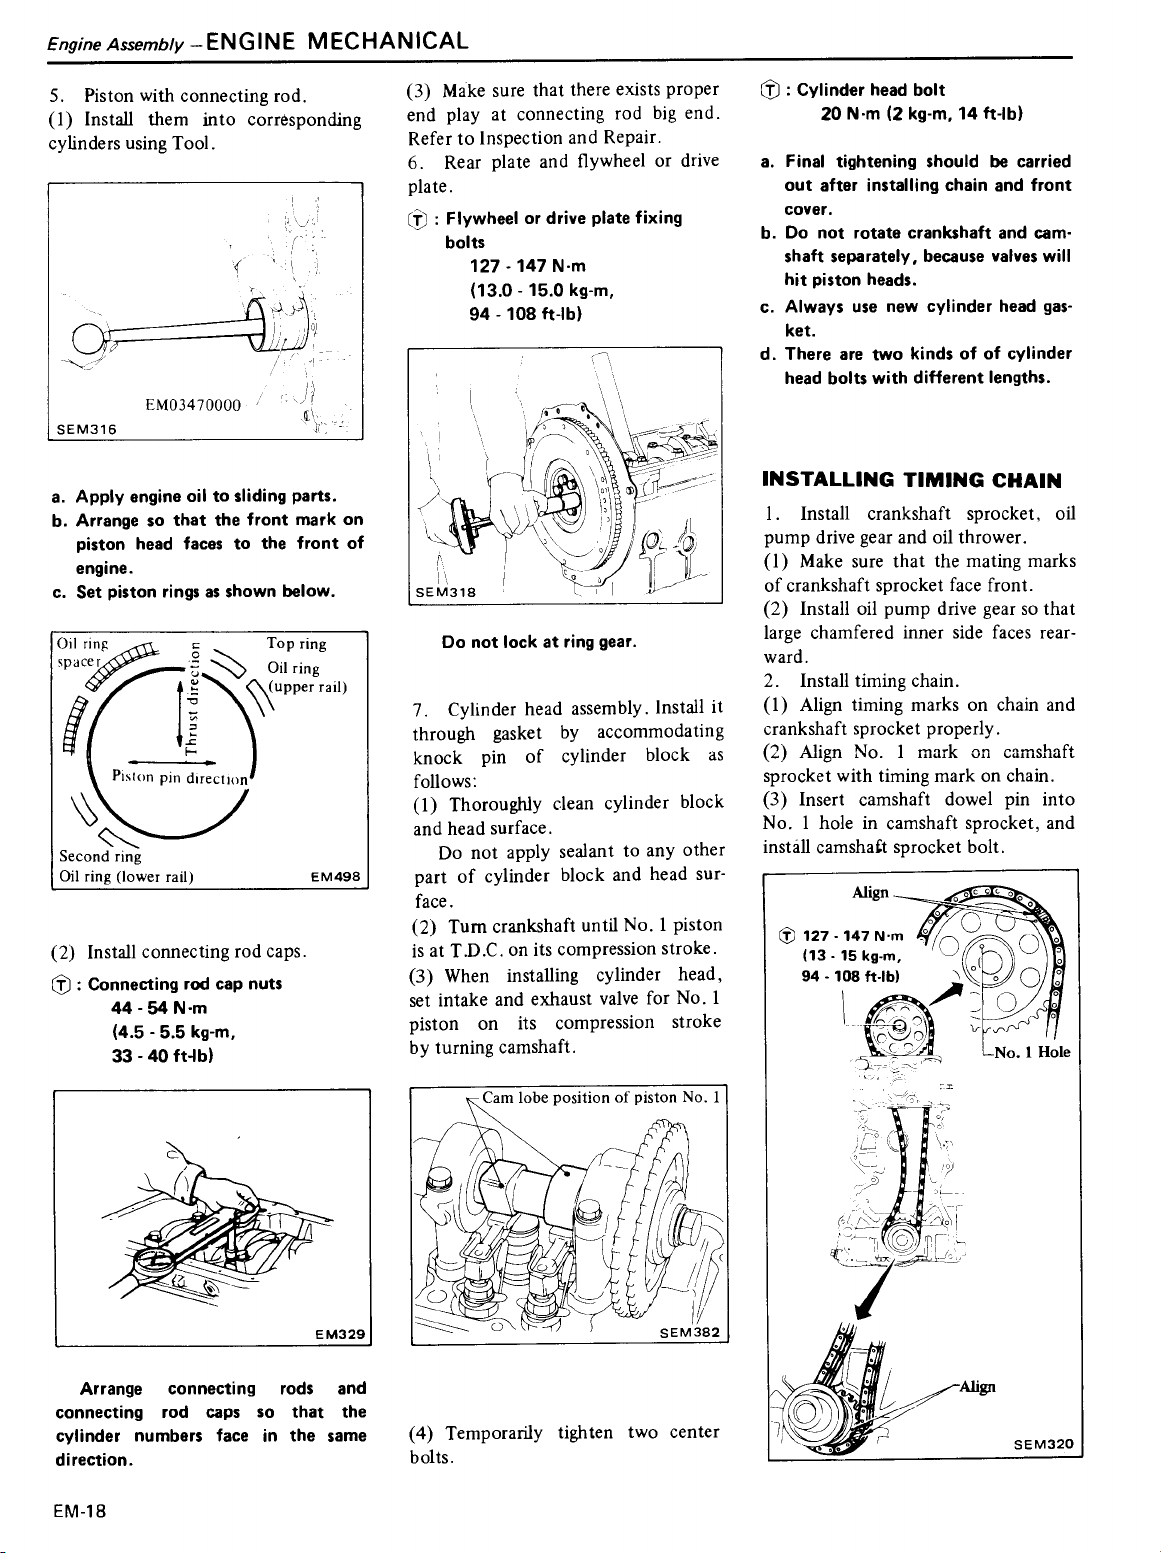 Engine Assembly – ENGINE MECHANICAL
5. Piston with connecting rod.
(1) Install them into corresponding
cylinders using Tool.
EM03470000
SEM316
a. Apply engine oil to sliding parts.
b. Arrange so that the front mark on
piston head faces to the front of
engine.
c. Set piston rings as shown below.
Oil ring
spacer
Top ring
Oil ring
(upper rail)
Thrust direction
Piston pin direction
Second ring
Oil ring (lower rail)
EM498
(2) Install connecting rod caps.
Ⓣ : Connecting rod cap nuts
44 - 54 N·m
(4.5 - 5.5 kg-m,
33 - 40 ft-lb)
EM329
Arrange connecting rods and
connecting rod caps so that the
cylinder numbers face in the same
direction.
EM-18
(3) Make sure that there exists proper
end play at connecting rod big end.
Refer to Inspection and Repair.
6. Rear plate and flywheel or drive
plate.
Ⓣ : Flywheel or drive plate fixing
bolts
127 - 147 N·m
(13.0 - 15.0 kg-m,
94 - 108 ft-lb)
SEM318
Do not lock at ring gear.
7. Cylinder head assembly. Install it
through gasket by accommodating
knock pin of cylinder block as
follows:
(1) Thoroughly clean cylinder block
and head surface.
Do not apply sealant to any other
part of cylinder block and head sur-
face.
(2) Turn crankshaft until No. 1 piston
is at T.D.C. on its compression stroke.
(3) When installing cylinder head,
set intake and exhaust valve for No. 1
piston on its compression stroke
by turning camshaft.
Cam lobe position of piston No. 1
SEM382
(4) Temporarily tighten two center
bolts.
Ⓣ : Cylinder head bolt
20 N·m (2 kg-m, 14 ft-lb)
a. Final tightening should be carried
out after installing chain and front
cover.
b. Do not rotate crankshaft and cam-
shaft separately, because valves will
hit piston heads.
c. Always use new cylinder head gas-
ket.
d. There are two kinds of of cylinder
head bolts with different lengths.
INSTALLING TIMING CHAIN
1. Install crankshaft sprocket, oil
pump drive gear and oil thrower.
(1) Make sure that the mating marks
of crankshaft sprocket face front.
(2) Install oil pump drive gear so that
large chamfered inner side faces rear-
ward.
2. Install timing chain.
(1) Align timing marks on chain and
crankshaft sprocket properly.
(2) Align No. 1 mark on camshaft
sprocket with timing mark on chain.
(3) Insert camshaft dowel pin into
No. 1 hole in camshaft sprocket, and
install camshaft sprocket bolt.
Align
Ⓣ 127 - 147 N·m
(13 - 15 kg-m,
94 - 108 ft-lb)
No. 1 Hole
Align
SEM320